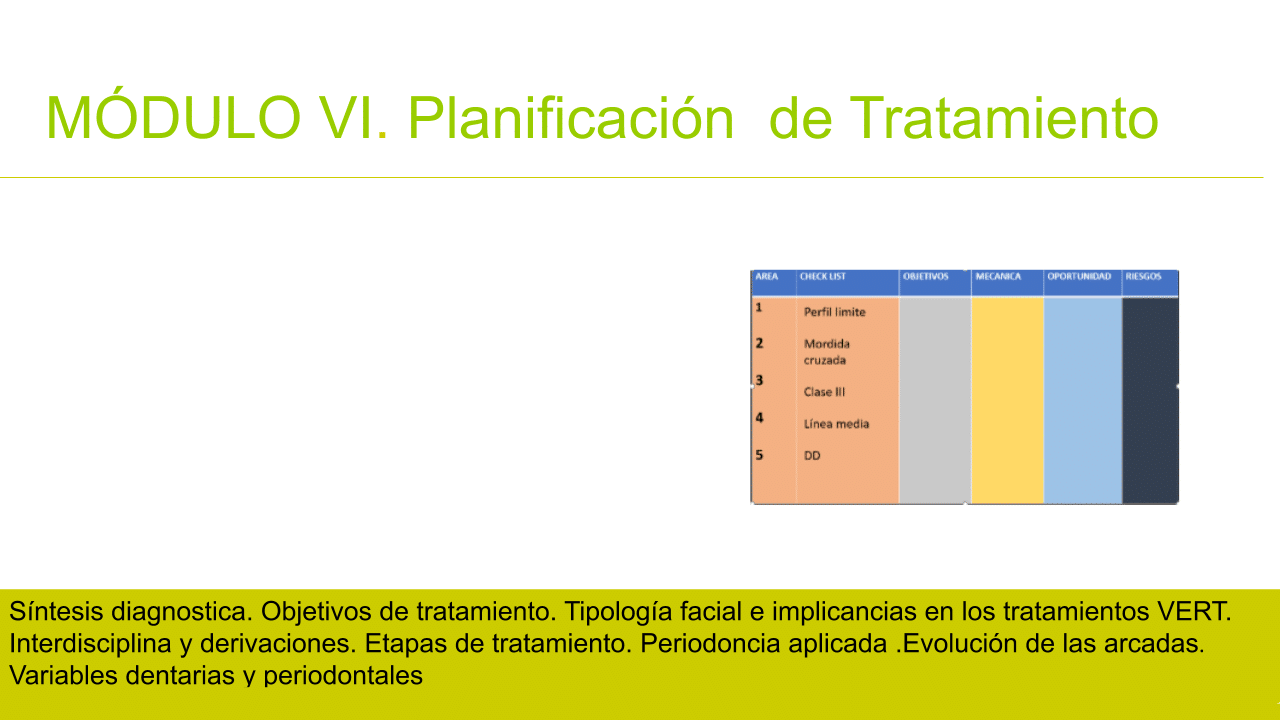 MÓDULO VI. Planificación  de Tratamiento
AREA CHECK LIST OBJETIVOS MECANICA OPORTUNIDAD RIESGOS
1 Perfil limite
2 Mordida
cruzada
3 Clase III
4 Línea media
5 DD
Síntesis diagnostica. Objetivos de tratamiento. Tipología facial e implicancias en los tratamientos VERT.
Interdisciplina y derivaciones. Etapas de tratamiento. Periodoncia aplicada .Evolución de las arcadas.
Variables dentarias y periodontales